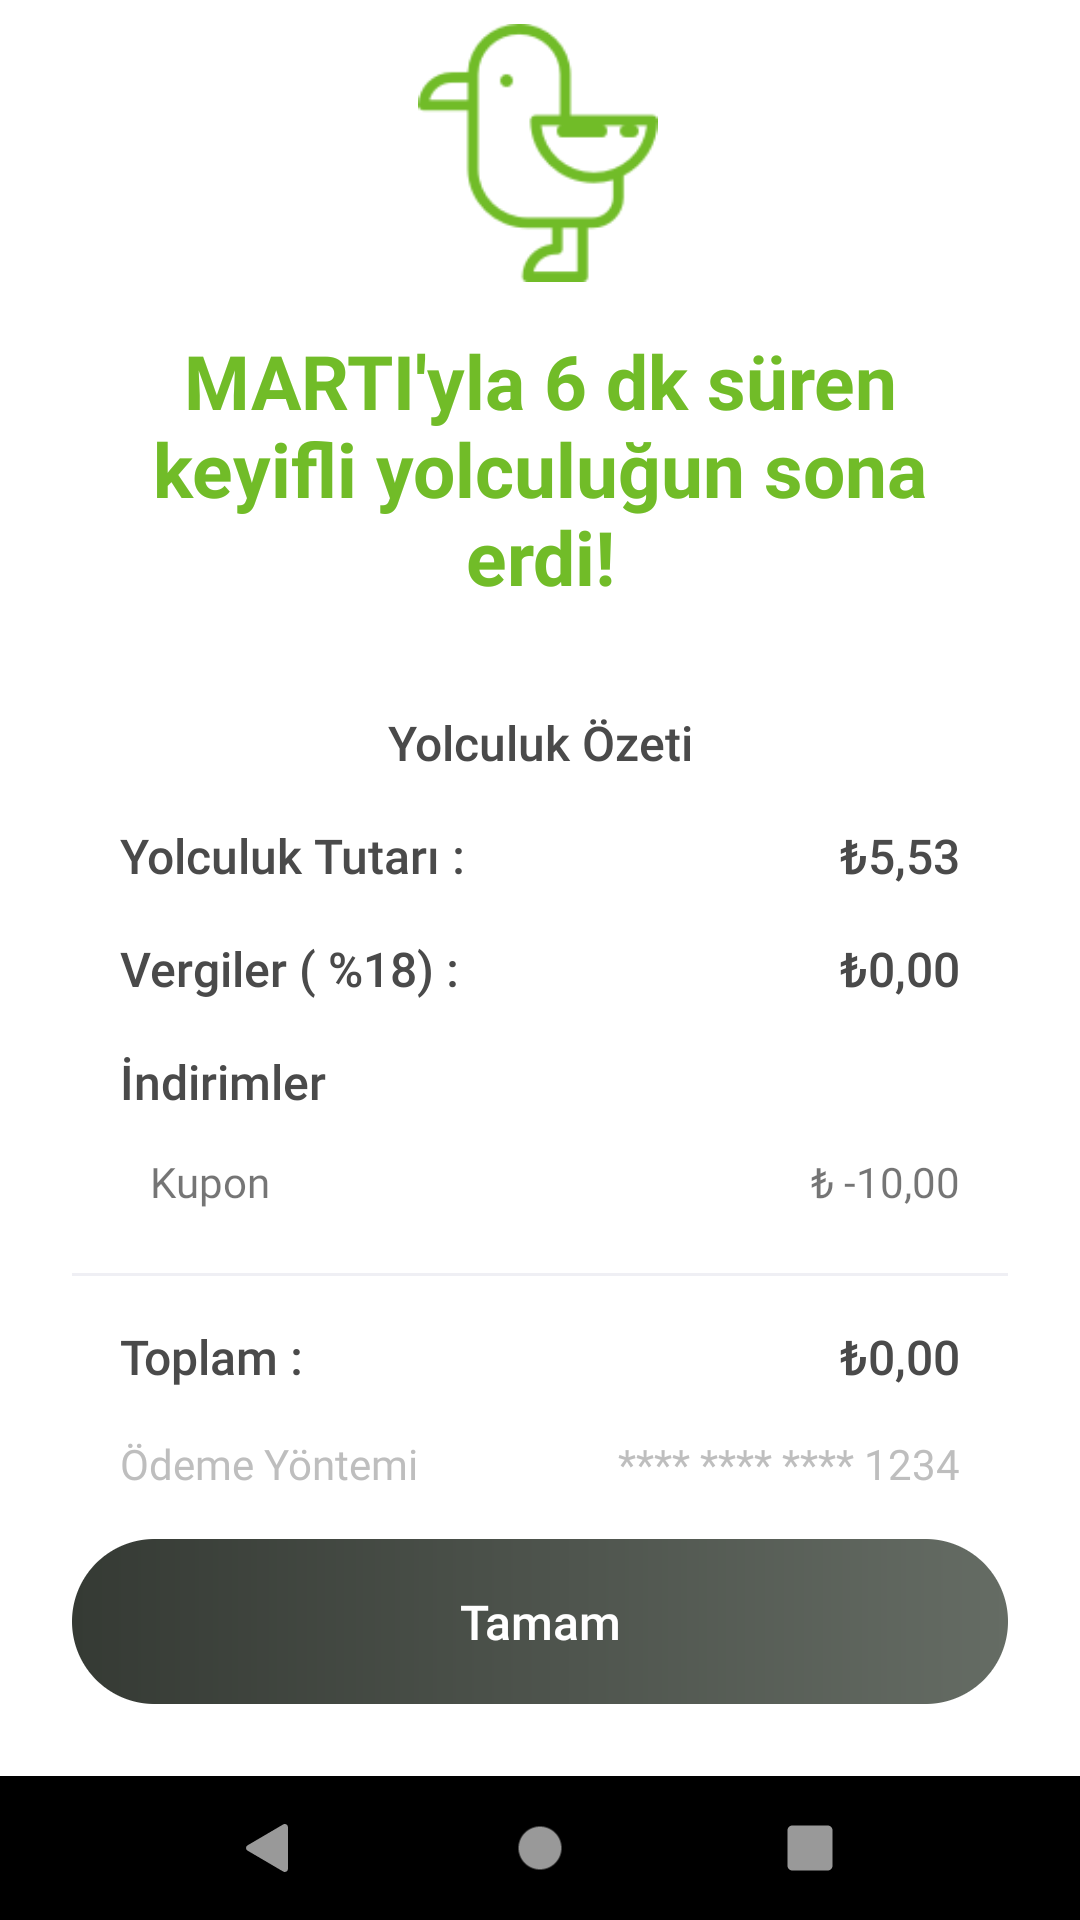 MARTI'yla 6 dk süren
keyifli yolculuğun sona
erdi!
Yolculuk Özeti
Yolculuk Tutarı : ₺5,53
Vergiler ( %18) : ₺0,00
İndirimler
Kupon ₺ -10,00
Toplam : ₺0,00
Ödeme Yöntemi **** **** **** 1234
Tamam